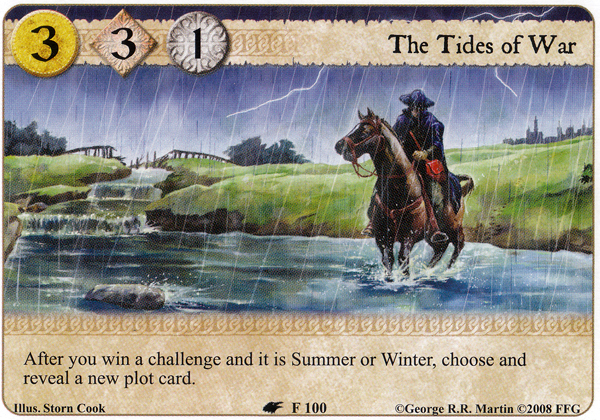 3 3 1 The Tides of War
After you win a challenge and it is Summer or Winter, choose and
reveal a new plot card.
Illus. Storn Cook F 100 ©George R.R. Martin ©2008 FFG